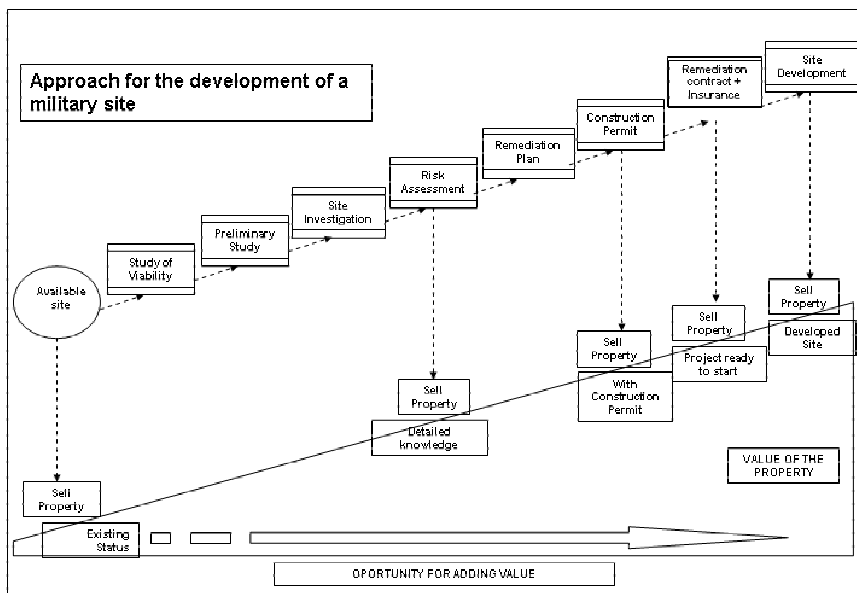 Approach for the development of a
military site
Available
site
Study of
Viability
Preliminary
Study
Site
Investigation
Risk
Assessment
Remediation
Plan
Construction
Permit
Remediation
contract +
Insurance
Site
Development
Sell
Property
Existing
Status
Sell
Property
Detailed
knowledge
Sell
Property
With
Construction
Permit
Sell
Property
Project ready
to start
Sell
Property
Developed
Site
VALUE OF THE
PROPERTY
OPORTUNITY FOR ADDING VALUE